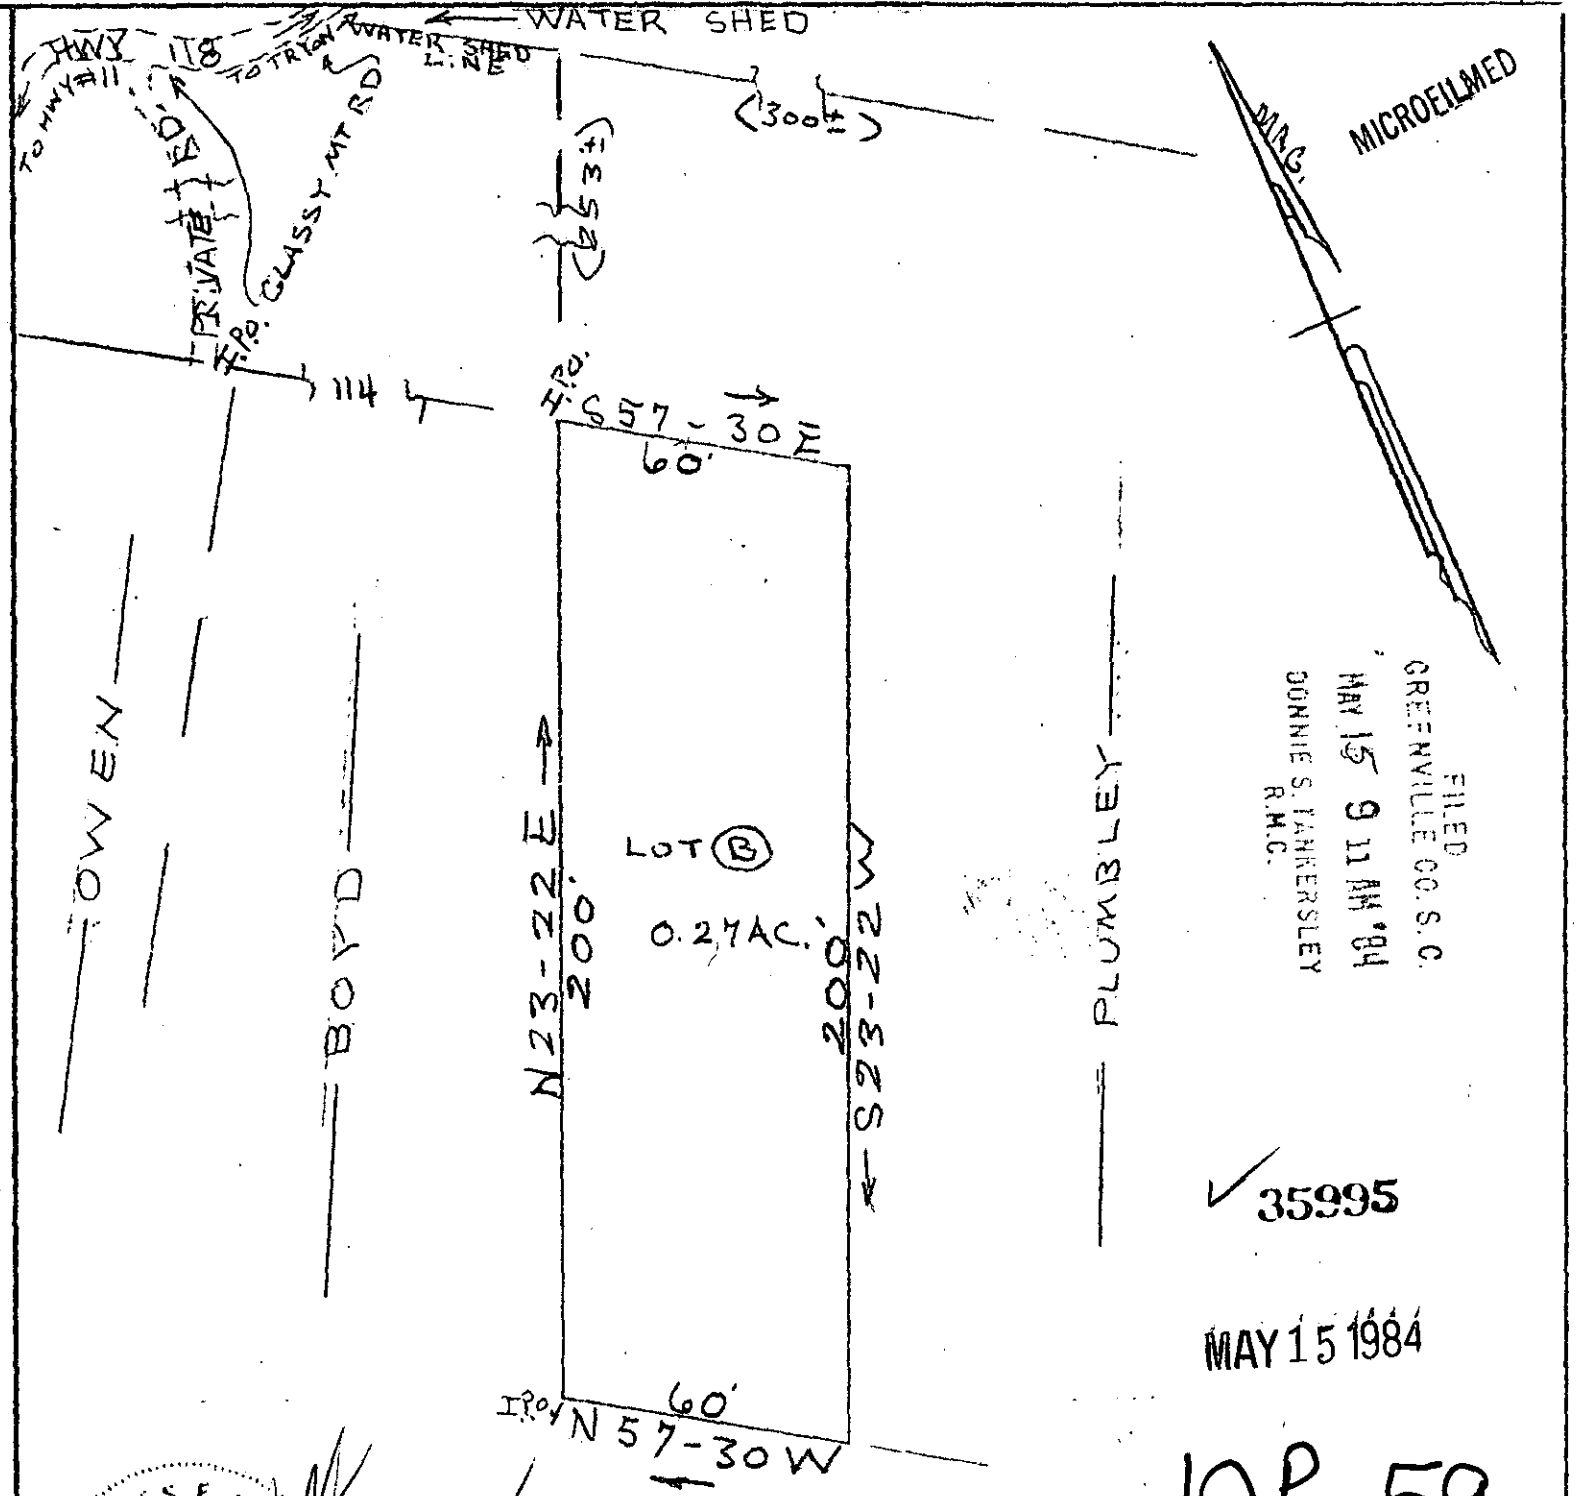 WATER SHED
WATER SHED
LINE
HWY 118
TO TRYON
TO HWY #11
PRIVATE RD.
GLASSY MT RD
I.P.O.
114
(253±)
(300±)
MAG.
MICROFILMED
I.P.O.
S 57-30 E
60'
N 23-22 E
200'
LOT B
0.27 AC.
200'
S 23-22 W
OWEN
BOYD
PLUMBLEY
FILED
GREENVILLE CO. S. C.
MAY 15 9 11 AM '84
DONNIE S. TANKERSLEY
R.M.C.
35995
MAY 15 1984
I.P.O.
60'
N 57-30 W